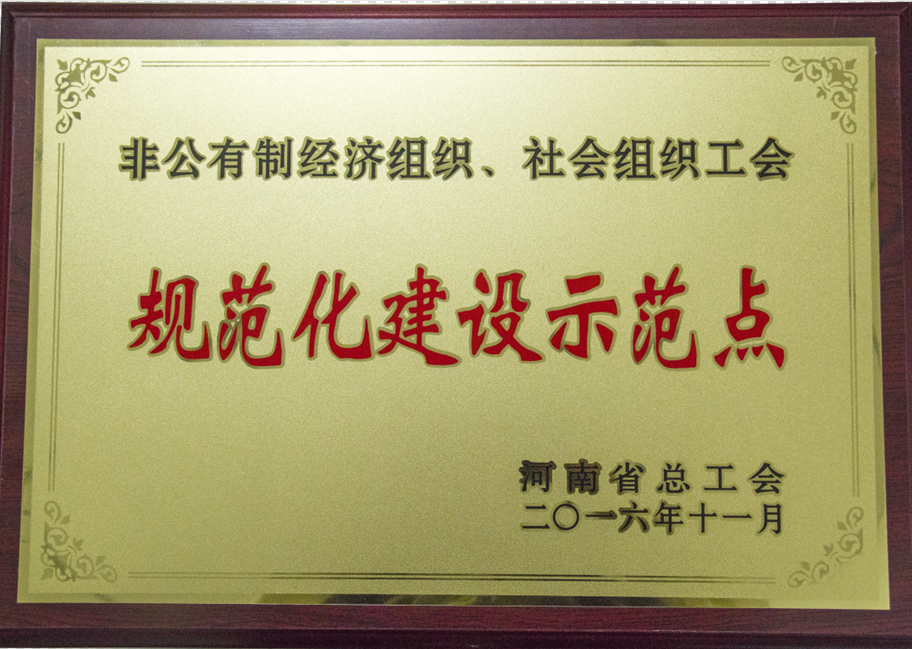 非公有制经济组织、社会组织工会
规范化建设示范点
河南省总工会
二〇一六年十一月